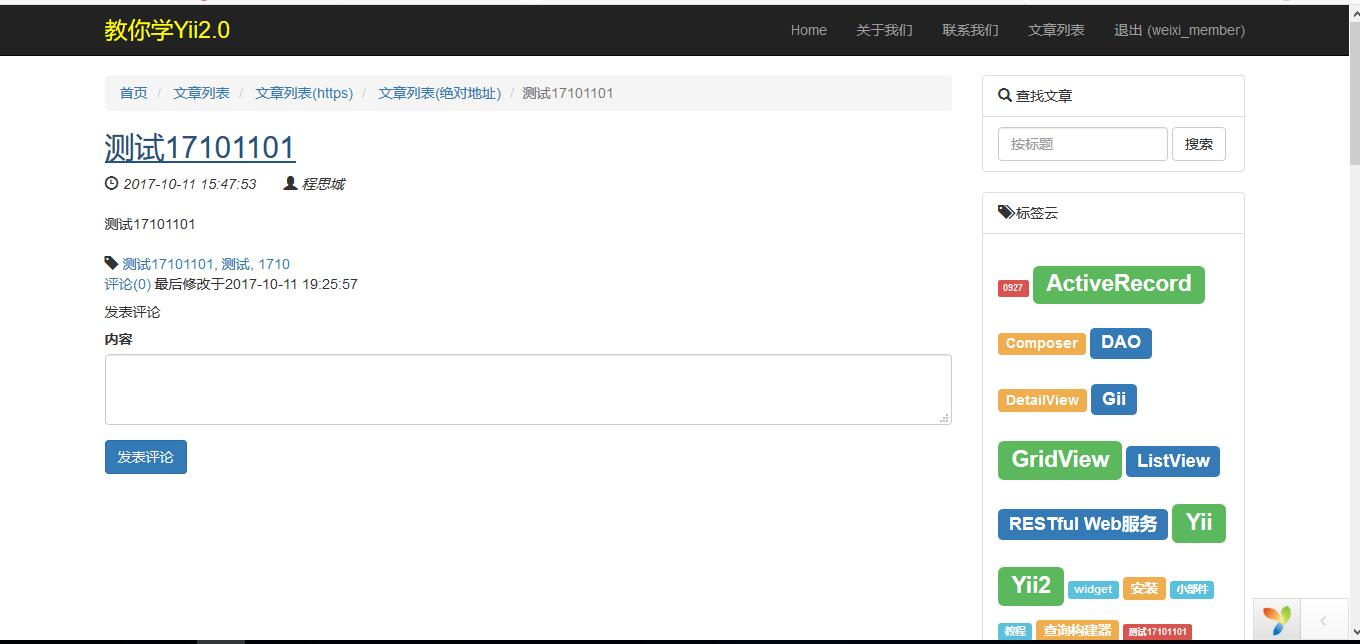 教你学Yii2.0
Home 关于我们 联系我们 文章列表 退出 (weixi_member)
首页 / 文章列表 / 文章列表(https) / 文章列表(绝对地址) / 测试17101101
测试17101101
2017-10-11 15:47:53 程思城
测试17101101
测试17101101, 测试, 1710
评论(0) 最后修改于2017-10-11 19:25:57
发表评论
内容
发表评论
查找文章
按标题 搜索
标签云
0927 ActiveRecord
Composer DAO
DetailView Gii
GridView ListView
RESTful Web服务 Yii
Yii2 widget 安装 小部件
教程 查询构建器 测试17101101